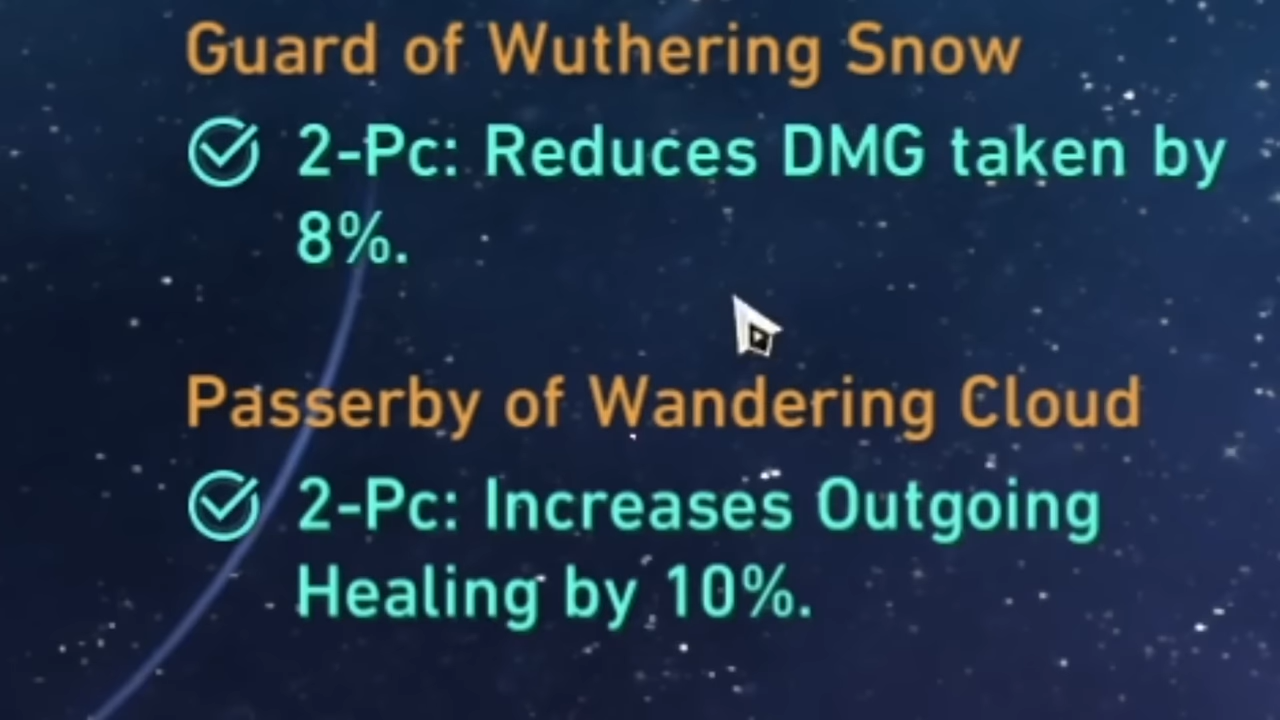 Guard of Wuthering Snow
2-Pc: Reduces DMG taken by
8%.
Passerby of Wandering Cloud
2-Pc: Increases Outgoing
Healing by 10%.